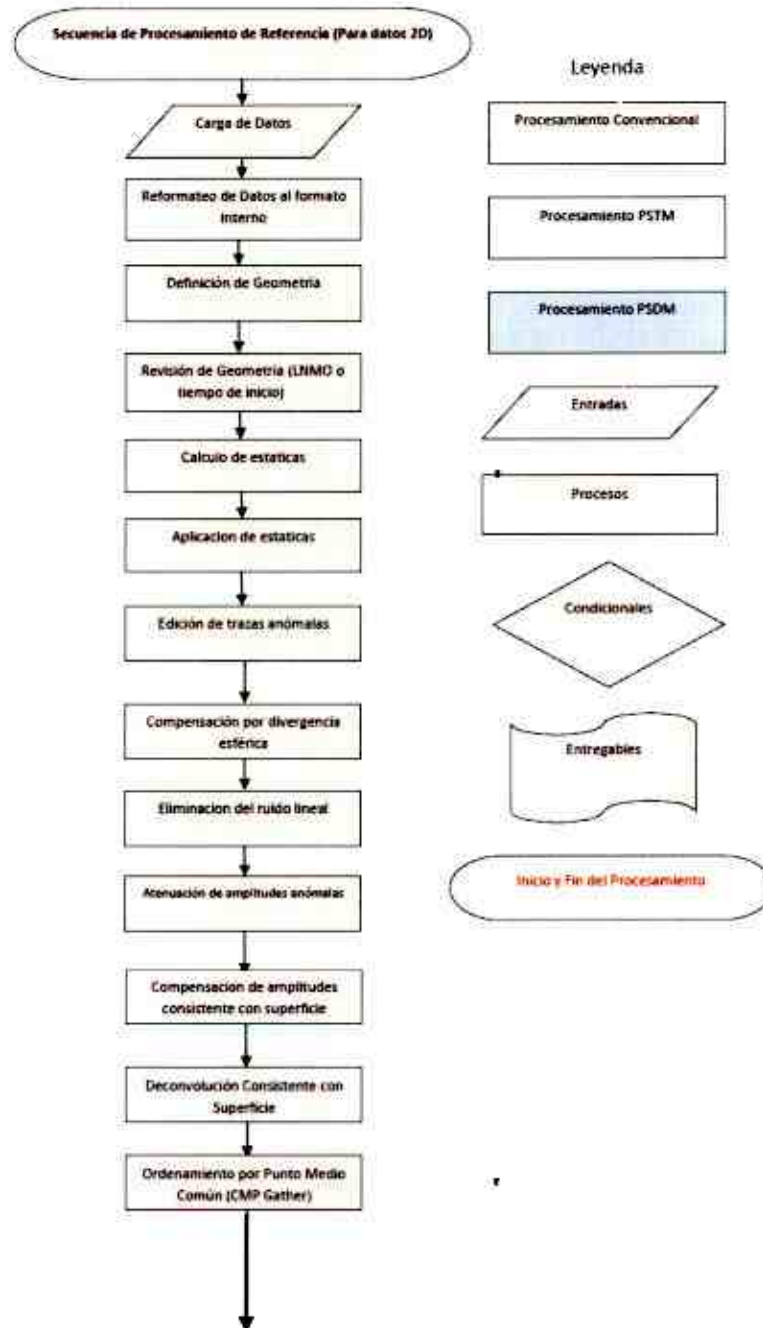 Secuencia de Procesamiento de Referencia (Para datos 2D)
Carga de Datos
Reformateo de Datos al formato
interno
Definición de Geometria
Revisión de Geometria (LNMO o
tiempo de inicio)
Calculo de estaticas
Aplicacion de estaticas
Edición de trazas anómalas
Compensación por divergencia
esférica
Eliminacion del ruido lineal
Atenuación de amplitudes anómalas
Compensación de amplitudes
consistente con superficie
Deconvolución Consistente con
Superficie
Ordenamiento por Punto Medio
Común (CMP Gather)
Leyenda
Procesamiento Convencional
Procesamiento PSTM
Procesamiento PSDM
Entradas
Procesos
Condicionales
Entregables
Inicio y Fin del Procesamiento